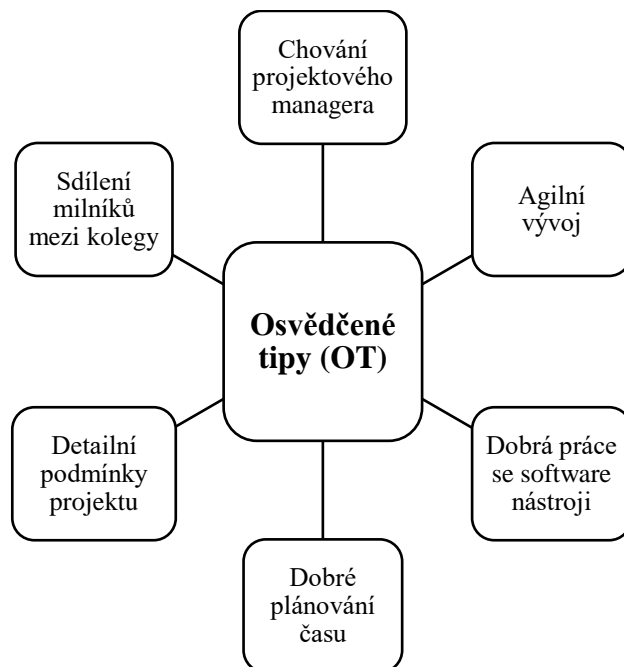 Chování
projektového
managera
Sdílení
milníků
mezi kolegy
Agilní
vývoj
Osvědčené
tipy (OT)
Detailní
podmínky
projektu
Dobrá práce
se software
nástroji
Dobré
plánování
času